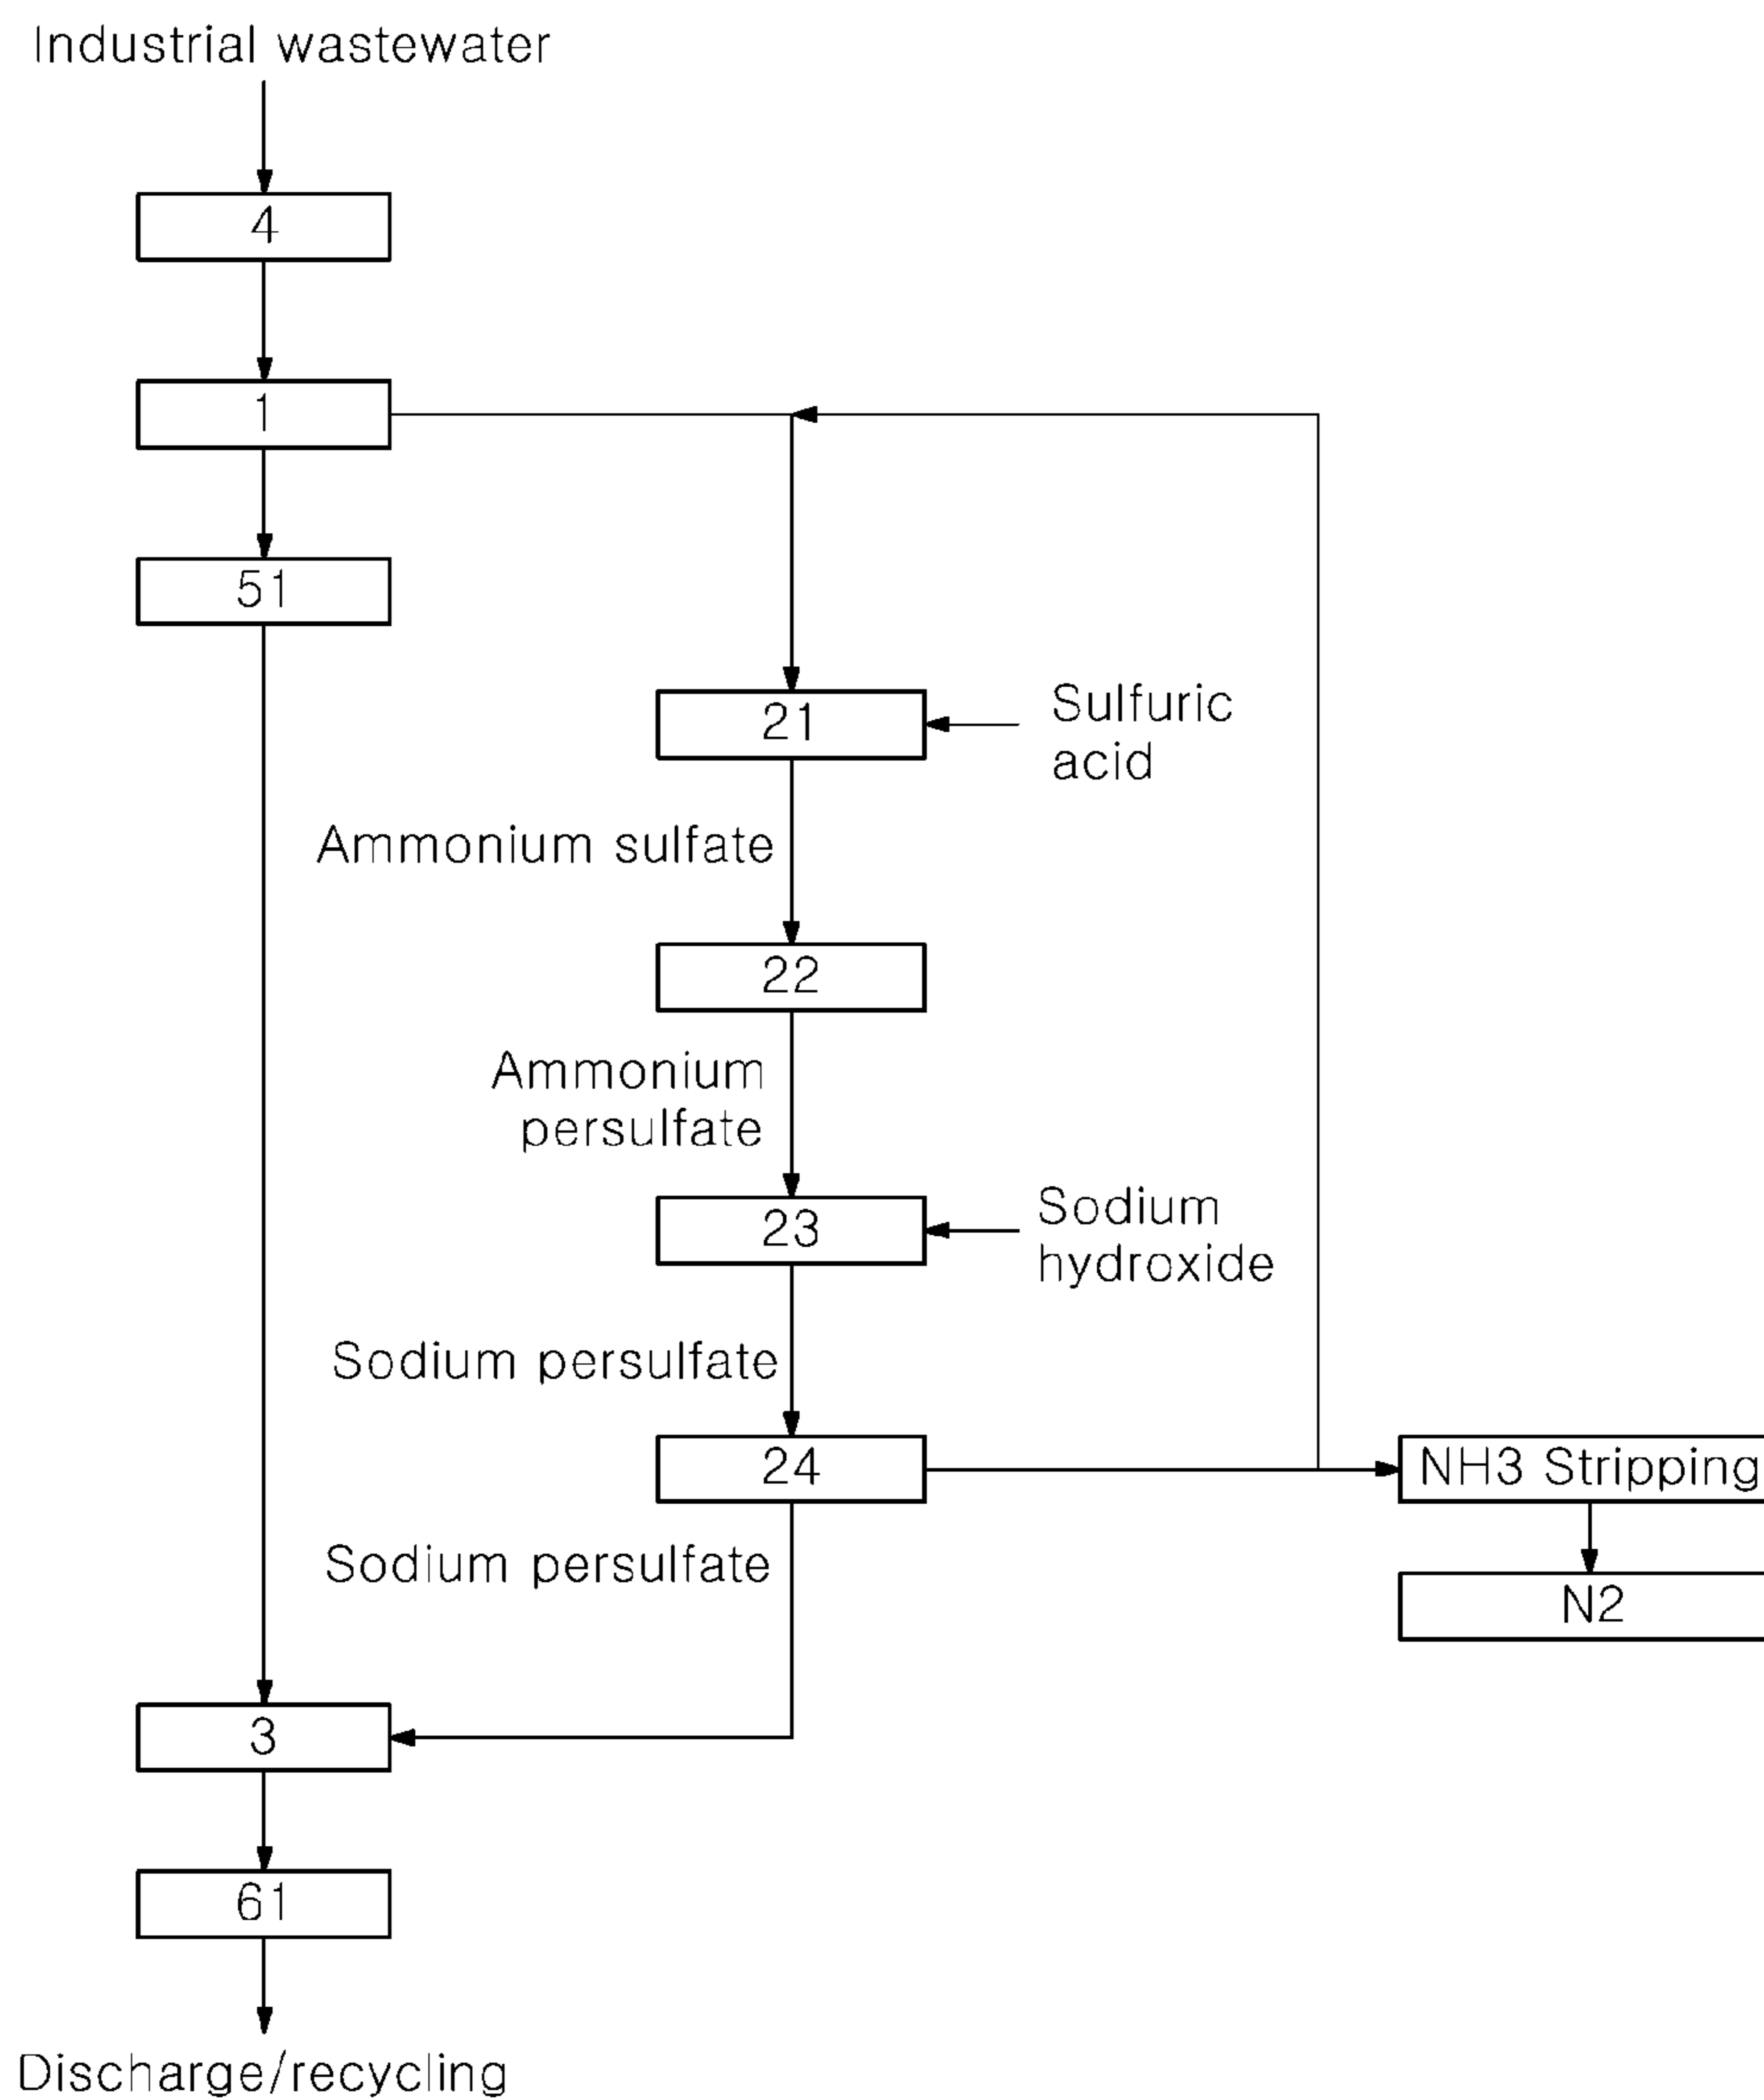 Industrial wastewater
4
1
51
21
Sulfuric
acid
Ammonium sulfate
22
Ammonium
persulfate
23
Sodium
hydroxide
Sodium persulfate
24
NH3 Stripping
Sodium persulfate
N2
3
61
Discharge/recycling